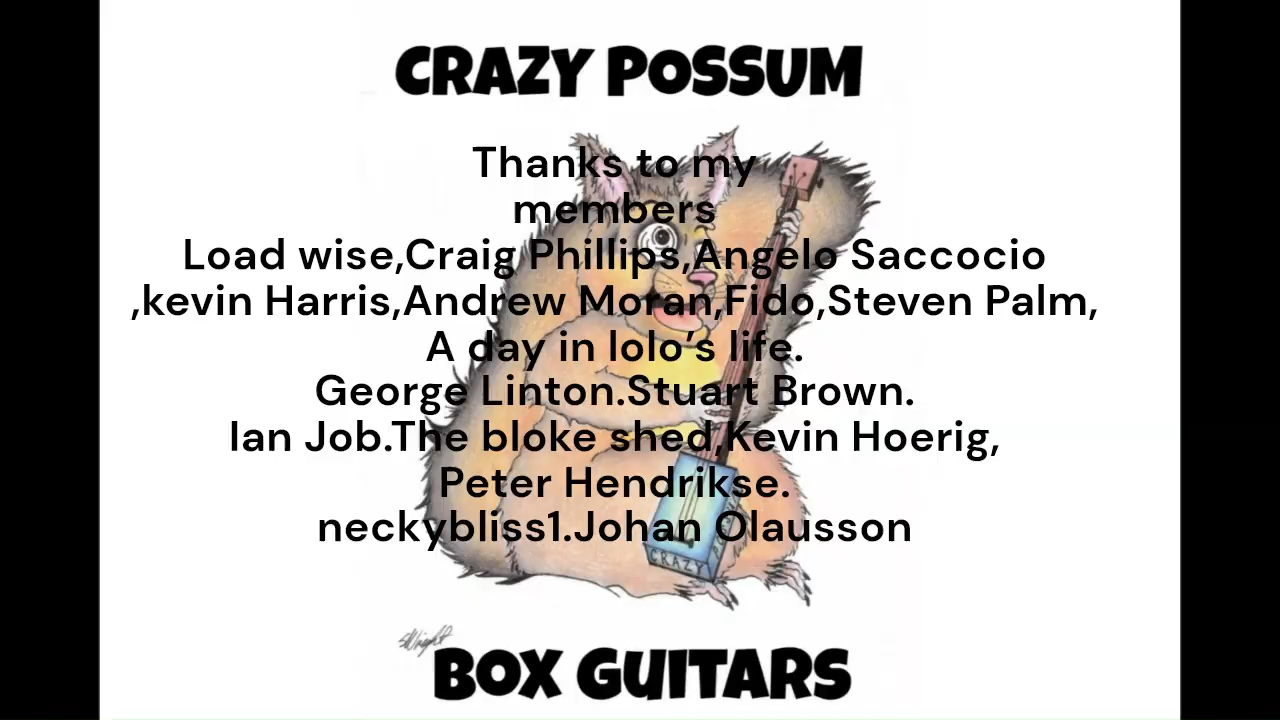 CRAZY POSSUM
Thanks to my
members
Load wise,Craig Phillips,Angelo Saccocio
,kevin Harris,Andrew Moran,Fido,Steven Palm,
A day in lolo's life.
George Linton.Stuart Brown.
Ian Job.The bloke shed,Kevin Hoerig,
Peter Hendrikse.
neckybliss1.Johan Olausson
CRAZY
SWright
BOX GUITARS